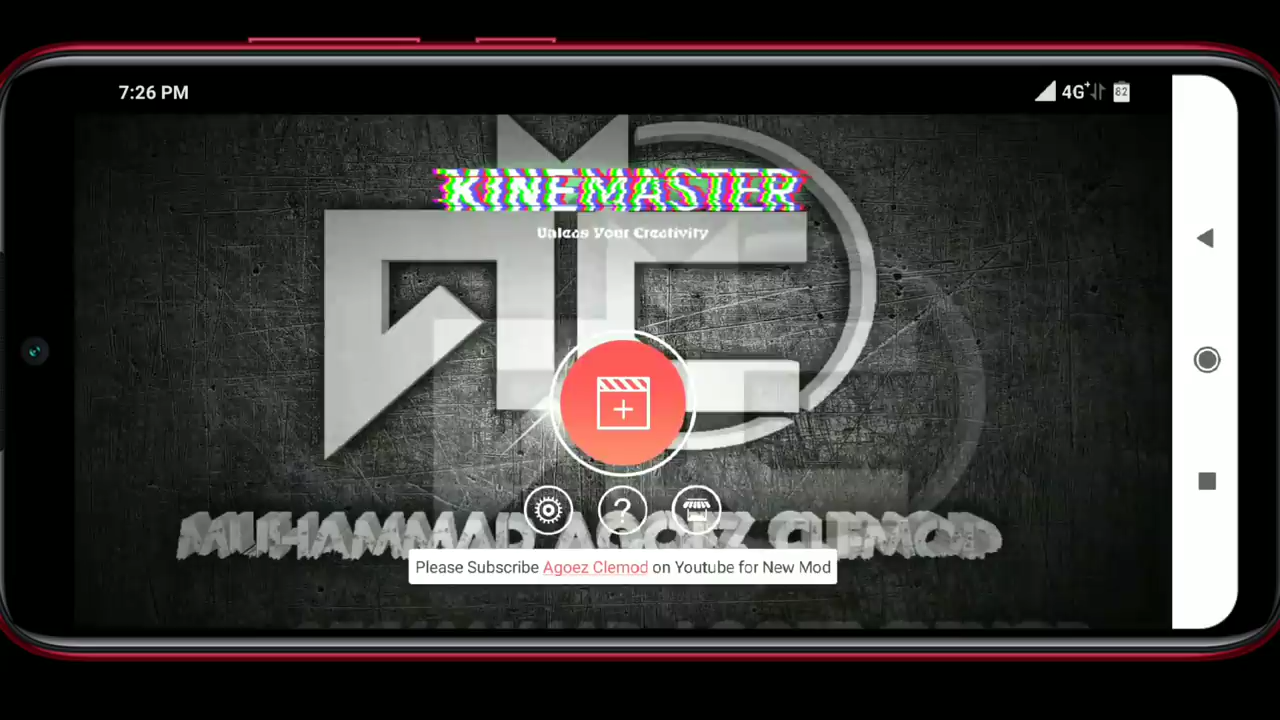 7:26 PM
4G+
82
KINEMASTER
Unleas Your Creativity
MUHAMMAD AGOEZ CLEMOD
Please Subscribe Agoez Clemod on Youtube for New Mod